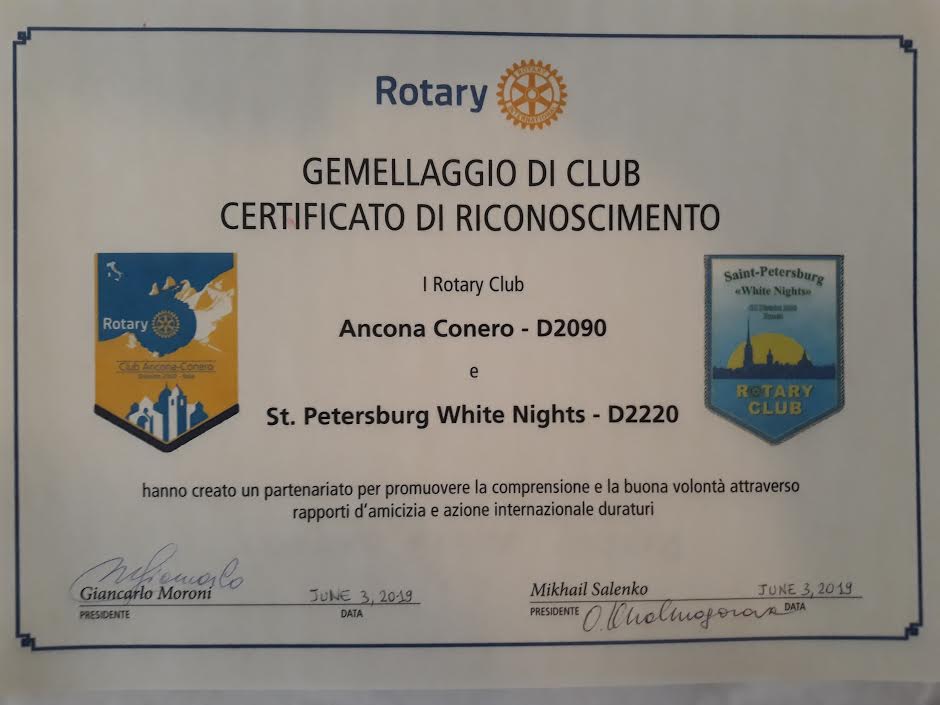 Rotary
ROTARY
INTERNATIONAL
GEMELLAGGIO DI CLUB
CERTIFICATO DI RICONOSCIMENTO
I Rotary Club
Ancona Conero - D2090
e
St. Petersburg White Nights - D2220
Rotary
Club Ancona-Conero
Saint-Petersburg
«White Nights»
ROTARY
CLUB
hanno creato un partenariato per promuovere la comprensione e la buona volontà attraverso
rapporti d'amicizia e azione internazionale duraturi
Giancarlo Moroni JUNE 3, 2019
PRESIDENTE DATA
Mikhail Salenko JUNE 3, 2019
PRESIDENTE DATA